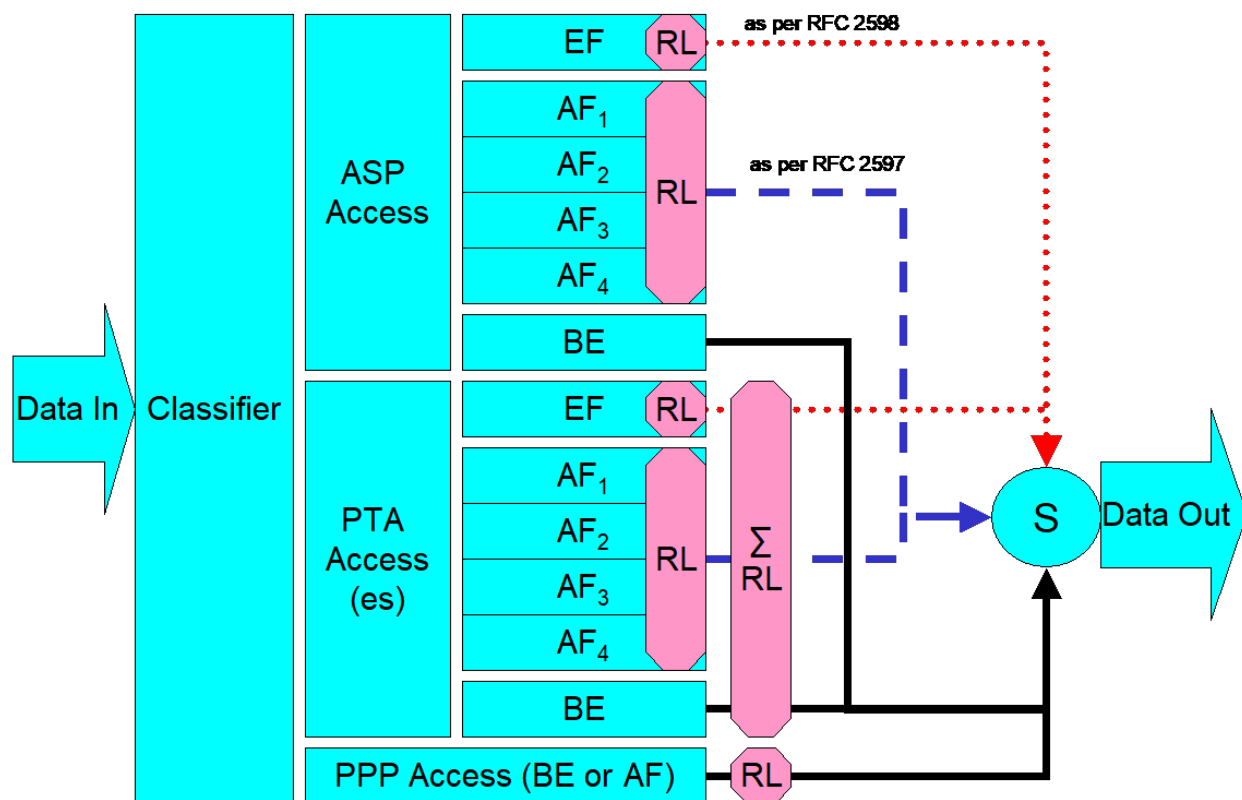 Data In
Classifier
ASP
Access
EF
RL
as per RFC 2598
AF1
AF2
AF3
AF4
RL
as per RFC 2597
BE
PTA
Access
(es)
EF
RL
AF1
AF2
AF3
AF4
RL
BE
Σ
RL
PPP Access (BE or AF)
RL
S
Data Out